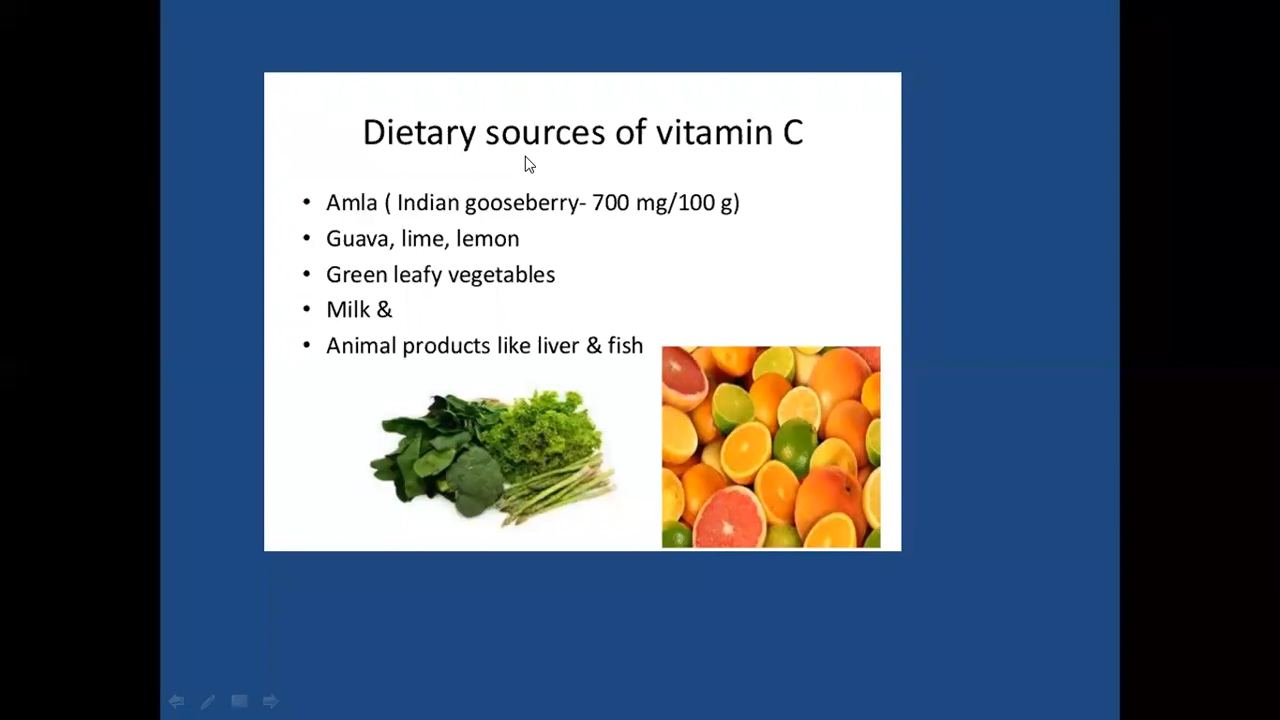 Dietary sources of vitamin C
• Amla ( Indian gooseberry- 700 mg/100 g)
• Guava, lime, lemon
• Green leafy vegetables
• Milk &
• Animal products like liver & fish